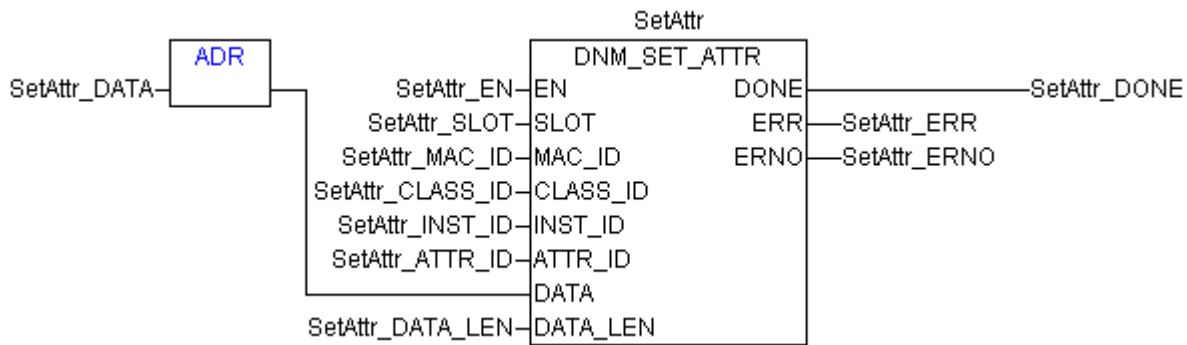 SetAttr
ADR
DNM_SET_ATTR
SetAttr_DATA
SetAttr_EN
EN
DONE
SetAttr_DONE
SetAttr_SLOT
SLOT
ERR
SetAttr_ERR
SetAttr_MAC_ID
MAC_ID
ERNO
SetAttr_ERNO
SetAttr_CLASS_ID
CLASS_ID
SetAttr_INST_ID
INST_ID
SetAttr_ATTR_ID
ATTR_ID
DATA
SetAttr_DATA_LEN
DATA_LEN